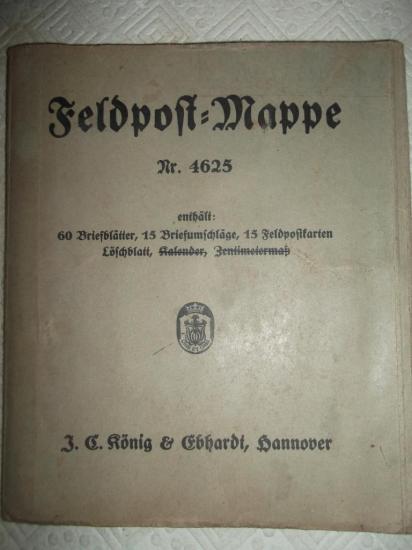 Feldpost-Mappe
Nr. 4625
enthält:
60 Briefblätter, 15 Briefumschläge, 15 Feldpostkarten
Löschblatt, Kalender, Zentimetermaß
J. C. König & Ebhardt, Hannover